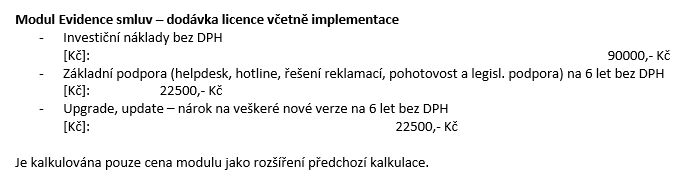 Modul Evidence smluv – dodávka licence včetně implementace
- Investiční náklady bez DPH
[Kč]: 90000,- Kč
- Základní podpora (helpdesk, hotline, řešení reklamací, pohotovost a legisl. podpora) na 6 let bez DPH
[Kč]: 22500,- Kč
- Upgrade, update – nárok na veškeré nové verze na 6 let bez DPH
[Kč]: 22500,- Kč
Je kalkulována pouze cena modulu jako rozšíření předchozí kalkulace.